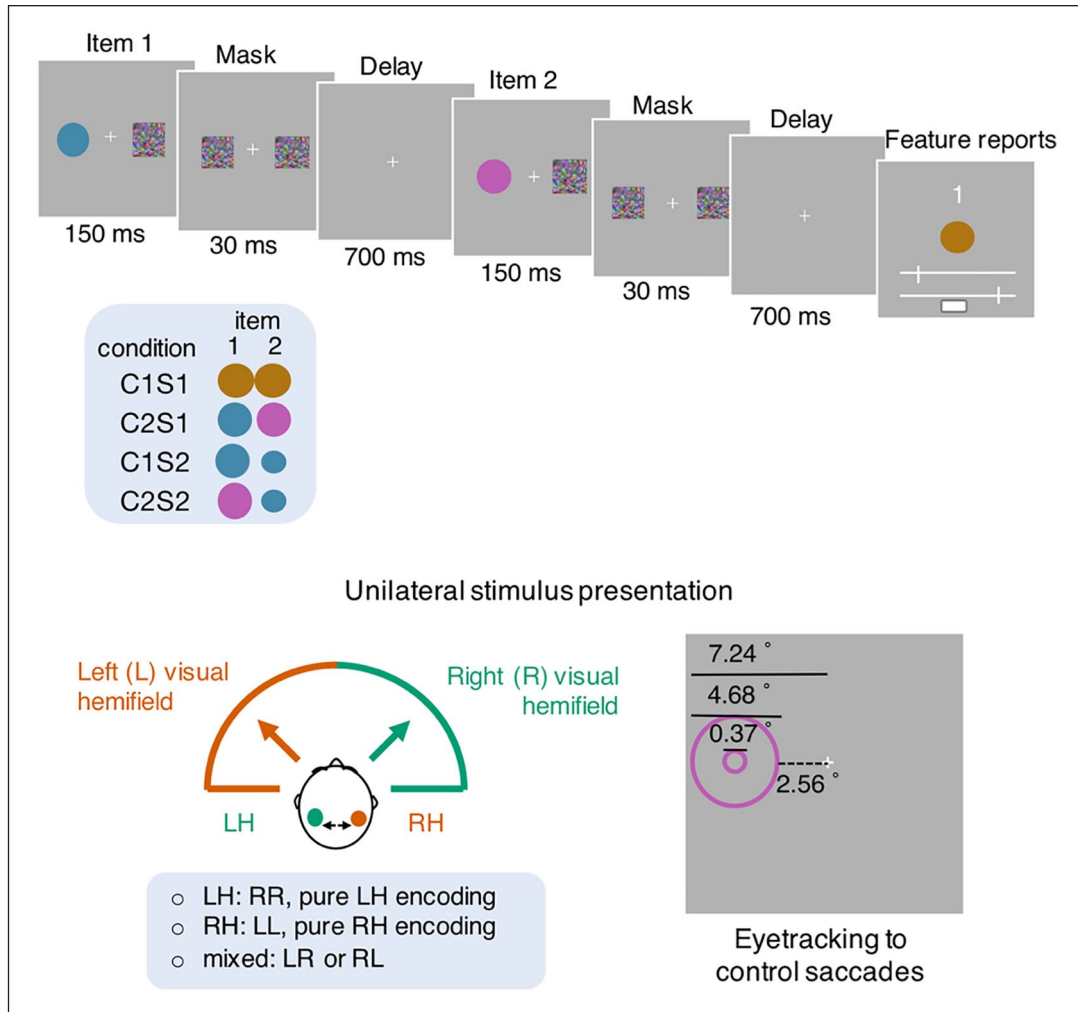 Item 1
Mask
Delay
Item 2
Mask
Delay
Feature reports
1
150 ms
30 ms
700 ms
150 ms
30 ms
700 ms
item
condition 1 2
C1S1
C2S1
C1S2
C2S2
Unilateral stimulus presentation
Left (L) visual
hemifield
Right (R) visual
hemifield
LH
RH
○ LH: RR, pure LH encoding
○ RH: LL, pure RH encoding
○ mixed: LR or RL
7.24 °
4.68 °
0.37 °
2.56 °
Eyetracking to
control saccades